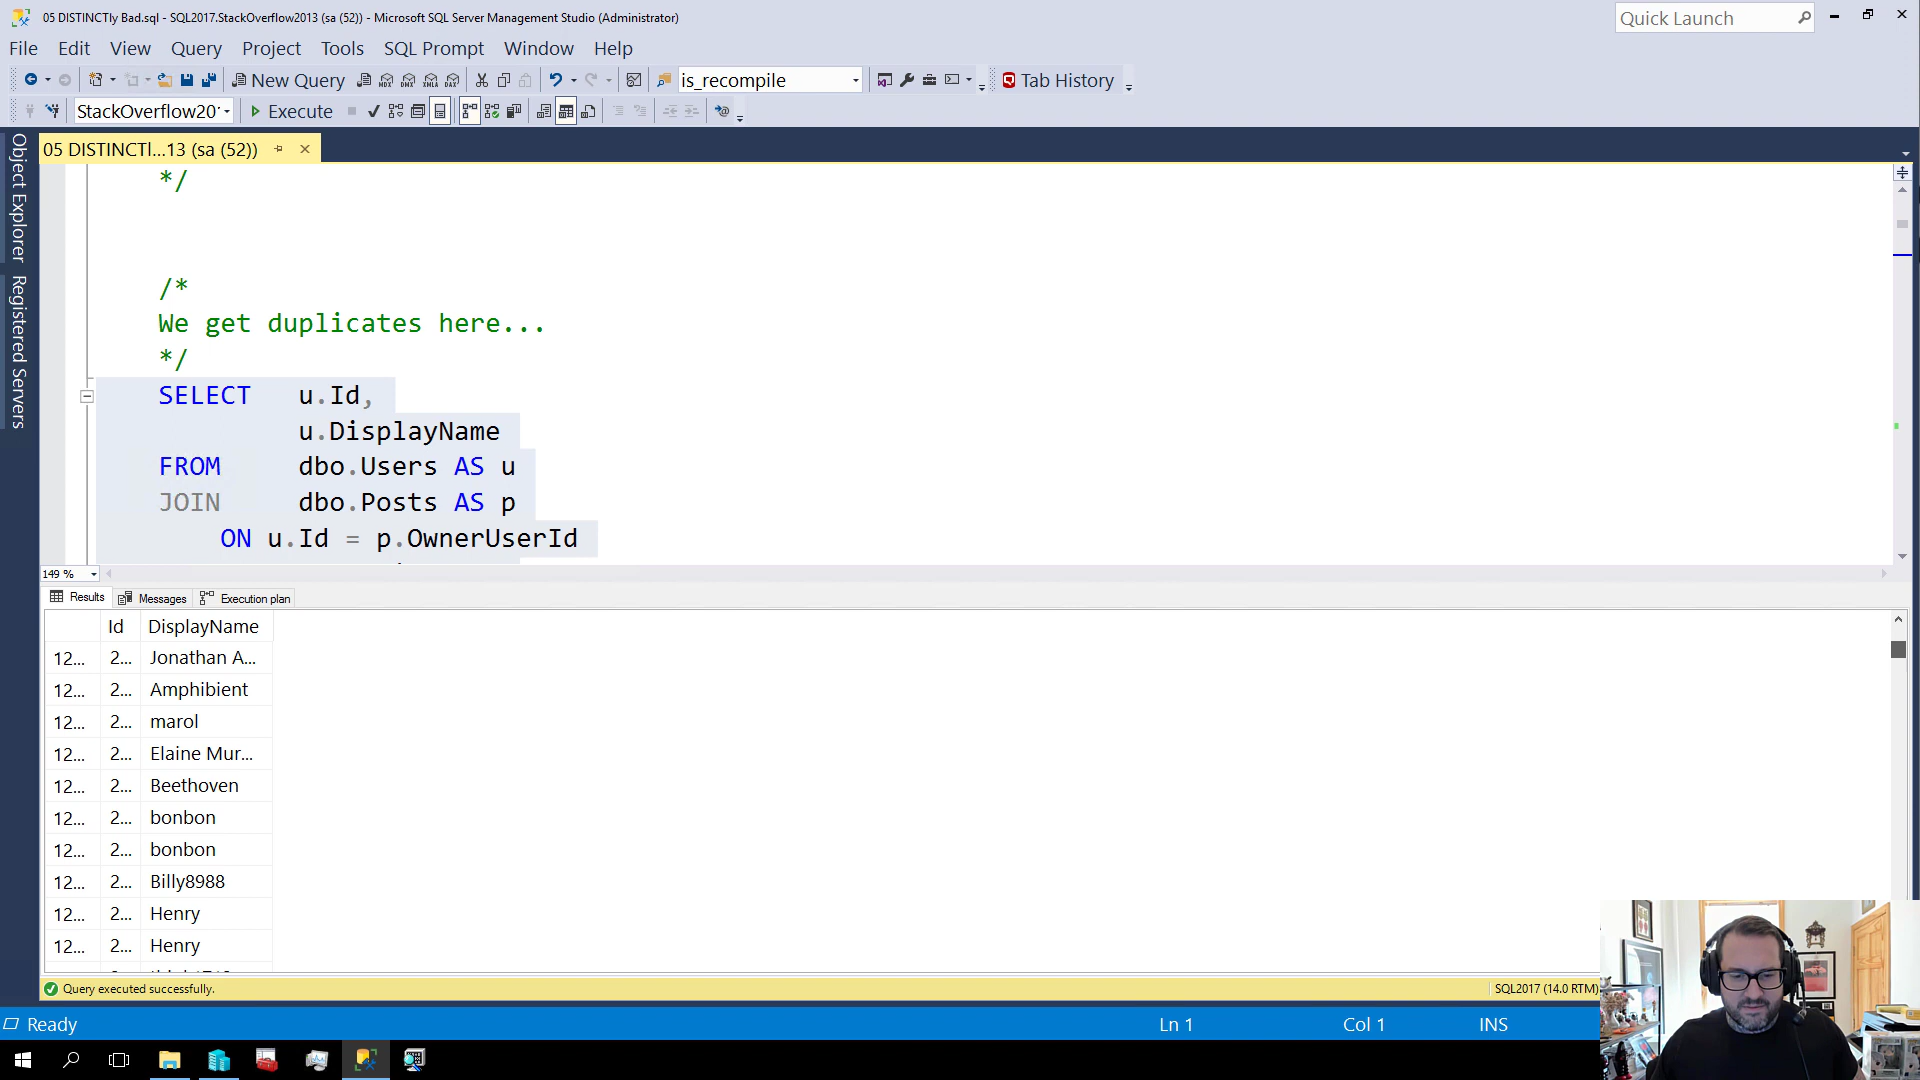 05 DISTINCTly Bad.sql - SQL2017.StackOverflow2013 (sa (52)) - Microsoft SQL Server Management Studio (Administrator)
Quick Launch
File Edit View Query Project Tools SQL Prompt Window Help
New Query
is_recompile
Tab History
StackOverflow20
Execute
05 DISTINCTl...13 (sa (52))
Object Explorer
Registered Servers
*/
/*
We get duplicates here...
*/
SELECT u.Id,
u.DisplayName
FROM dbo.Users AS u
JOIN dbo.Posts AS p
ON u.Id = p.OwnerUserId
149 %
Results Messages Execution plan
Id DisplayName
12... 2... Jonathan A...
12... 2... Amphibient
12... 2... marol
12... 2... Elaine Mur...
12... 2... Beethoven
12... 2... bonbon
12... 2... bonbon
12... 2... Billy8988
12... 2... Henry
12... 2... Henry
Query executed successfully.
SQL2017 (14.0 RTM)
Ready
Ln 1
Col 1
INS